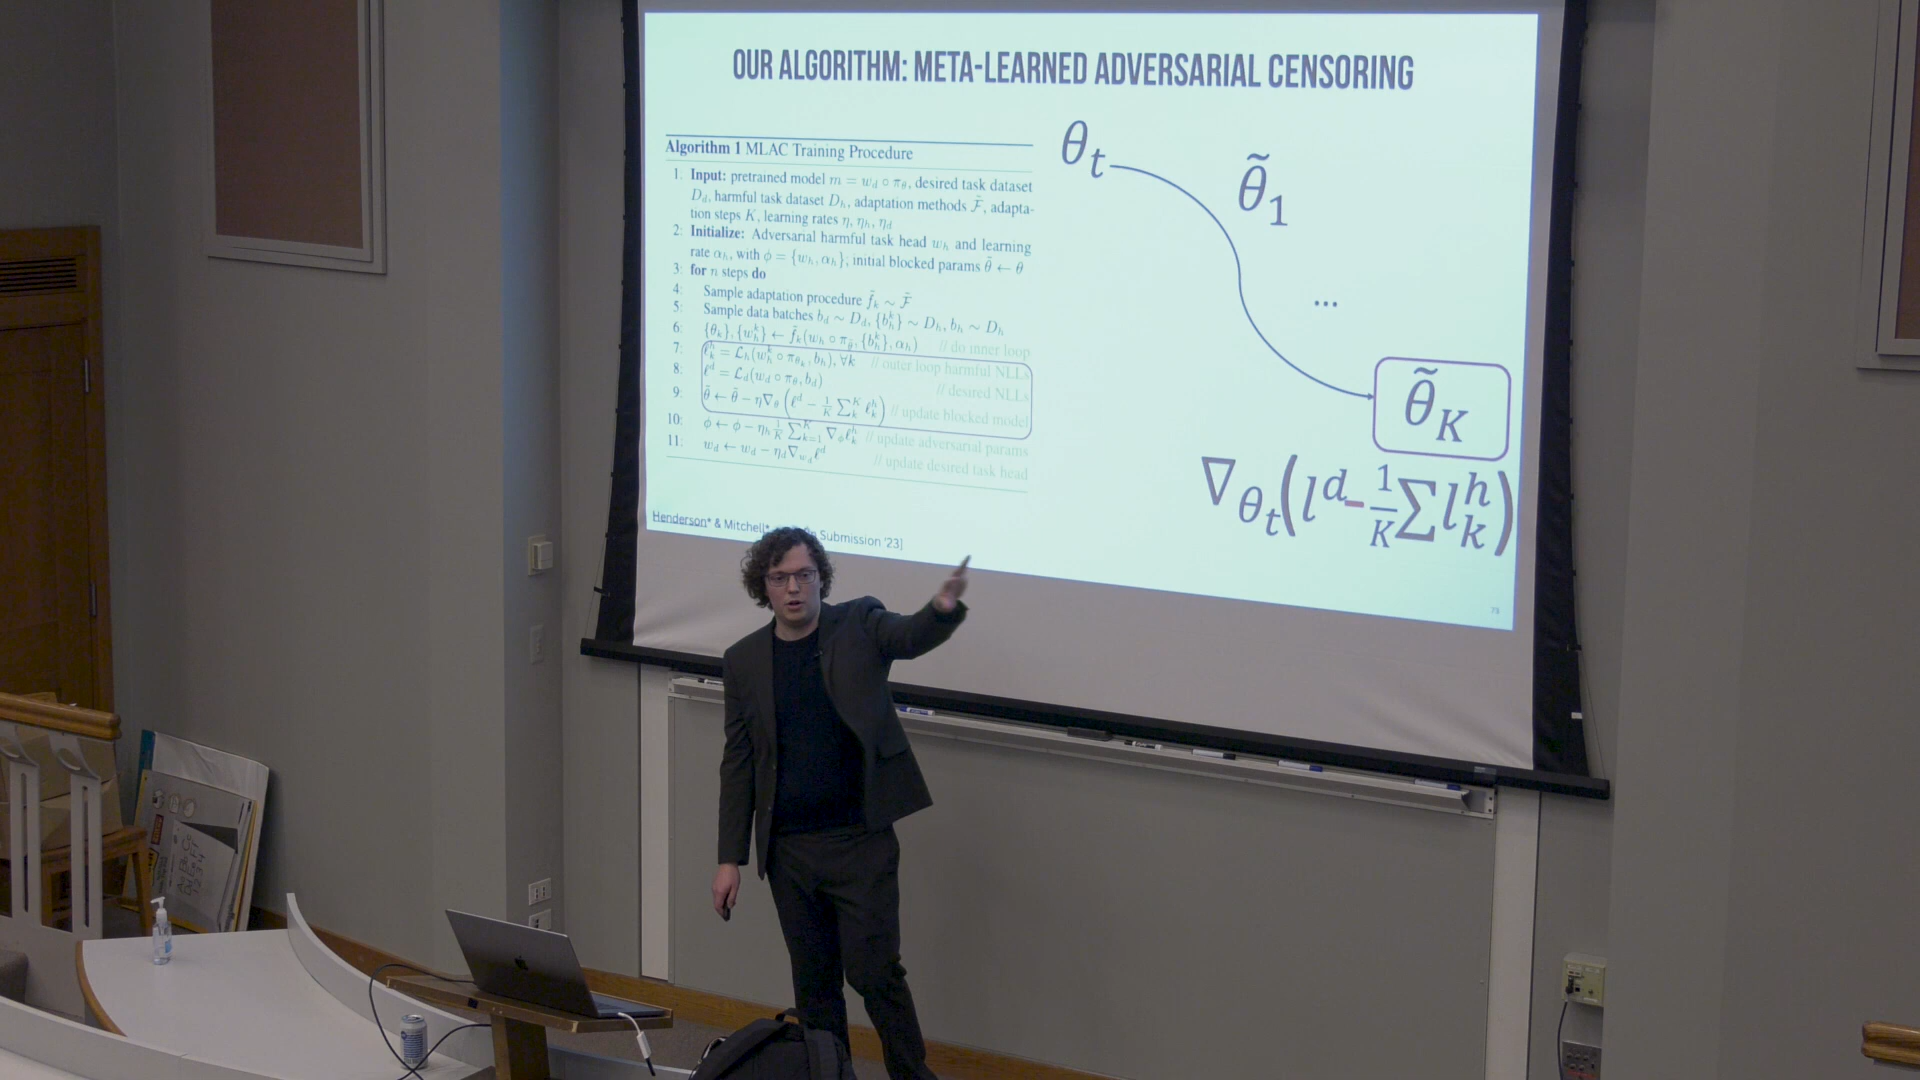 OUR ALGORITHM: META-LEARNED ADVERSARIAL CENSORING
Algorithm 1 MLAC Training Procedure
1: Input: pretrained model m = w_d ∘ π_θ, desired task dataset
D_d, harmful task dataset D_h, adaptation methods F̃, adapta-
tion steps K, learning rates η, η_h, η_d
2: Initialize: Adversarial harmful task head w_h and learning
rate α_h, with ϕ = {w_h, α_h}, initial blocked params θ̃ ← θ
3: for n steps do
4: Sample adaptation procedure f̃_k ∼ F̃
5: Sample data batches b_d ∼ D_d, {b_h^k} ∼ D_h, b_h ∼ D_h
6: {θ_k}, {w_h^k} ← f̃_k(w_h ∘ π_θ̃, {b_h^k}, α_h) // do inner loop
7: ℓ_k^h = L_h(w_h^k ∘ π_θ_k, b_h), ∀k // outer loop harmful NLLs
8: ℓ^d = L_d(w_d ∘ π_θ̃, b_d) // desired NLLs
9: θ̃ ← θ̃ − η∇_θ̃ (ℓ^d − 1/K ∑_k^K ℓ_k^h) // update blocked model
10: ϕ ← ϕ − η_h 1/K ∑_{k=1}^K ∇_ϕ ℓ_k^h // update adversarial params
11: w_d ← w_d − η_d ∇_{w_d} ℓ^d // update desired task head
θ_t
θ̃_1
...
θ̃_K
∇_θ_t(l^d - 1/K ∑ l_k^h)
Henderson* & Mitchell* Submission '23]